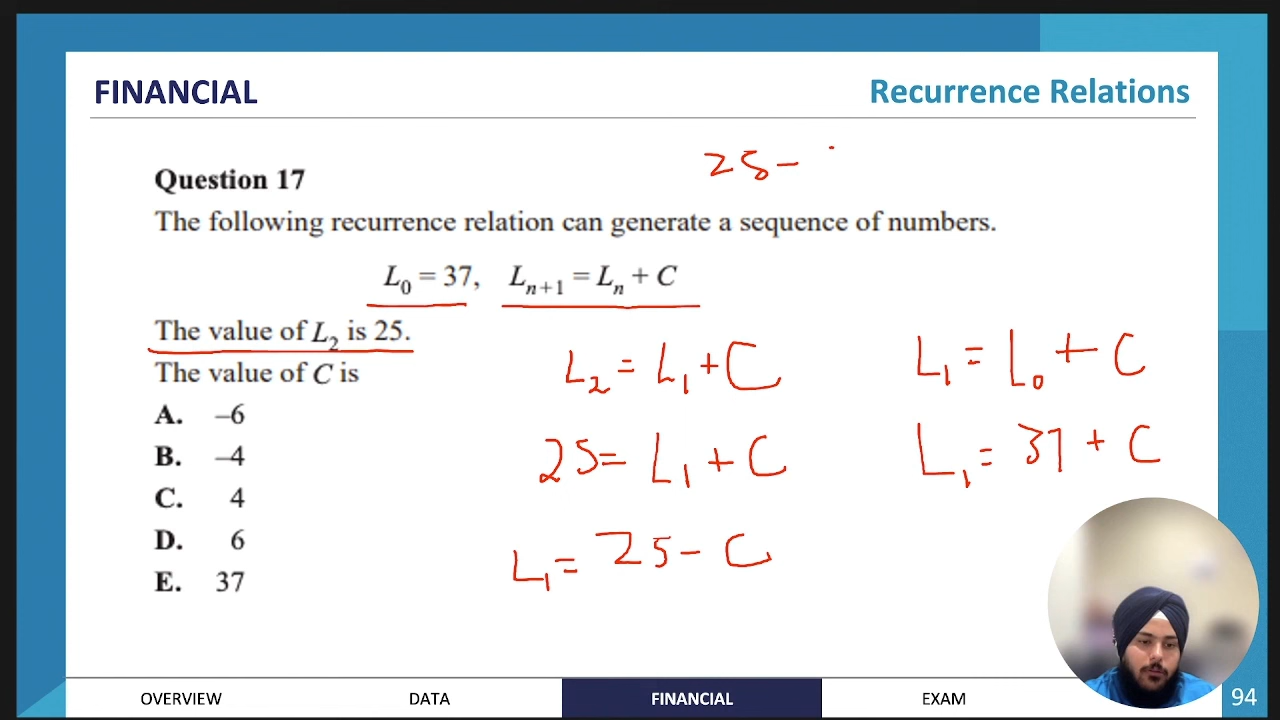 FINANCIAL
Recurrence Relations
25-
Question 17
The following recurrence relation can generate a sequence of numbers.
L₀ = 37, Lₙ₊₁ = Lₙ + C
The value of L₂ is 25.
The value of C is
A. –6
B. –4
C. 4
D. 6
E. 37
L₂ = L₁ + C
25 = L₁ + C
L₁ = 25 - C
L₁ = L₀ + C
L₁ = 37 + C
OVERVIEW DATA FINANCIAL EXAM 94